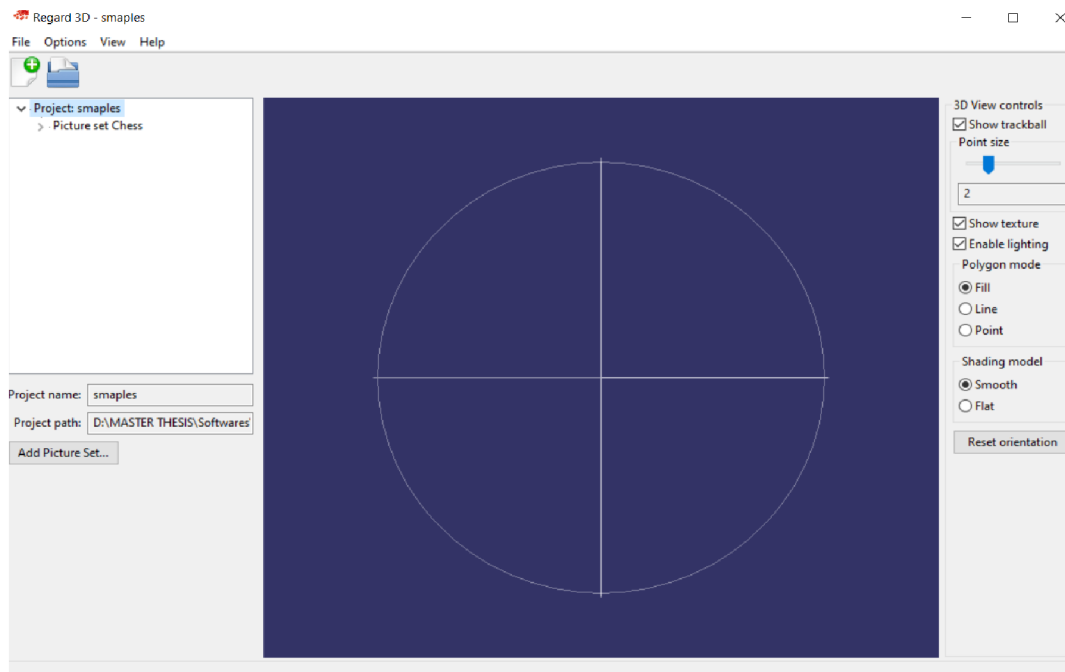 Regard 3D - smaples
File Options View Help
Project: smaples
Picture set Chess
Project name: smaples
Project path: D:\MASTER THESIS\Softwares\
Add Picture Set...
3D View controls
Show trackball
Point size
2
Show texture
Enable lighting
Polygon mode
Fill
Line
Point
Shading model
Smooth
Flat
Reset orientation